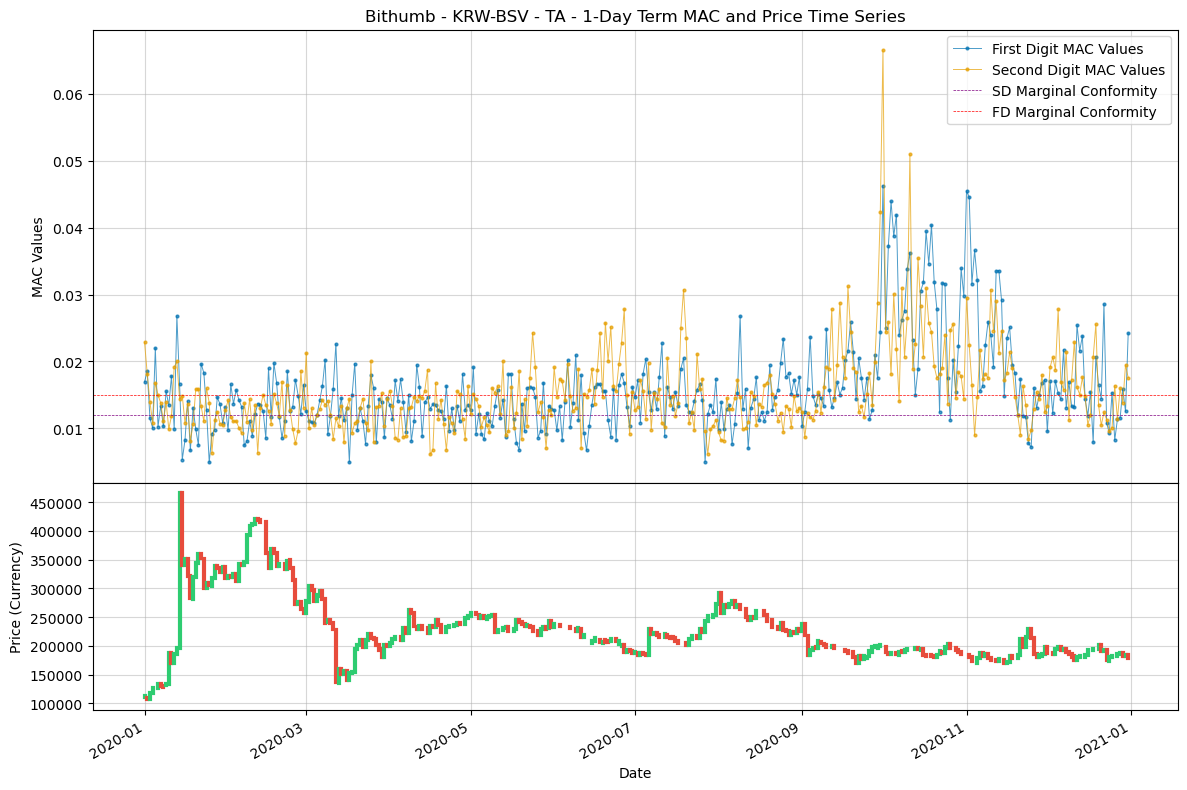 Bithumb - KRW-BSV - TA - 1-Day Term MAC and Price Time Series
First Digit MAC Values
Second Digit MAC Values
SD Marginal Conformity
FD Marginal Conformity
MAC Values
0.06
0.05
0.04
0.03
0.02
0.01
Price (Currency)
450000
400000
350000
300000
250000
200000
150000
100000
2020-01
2020-03
2020-05
2020-07
2020-09
2020-11
2021-01
Date